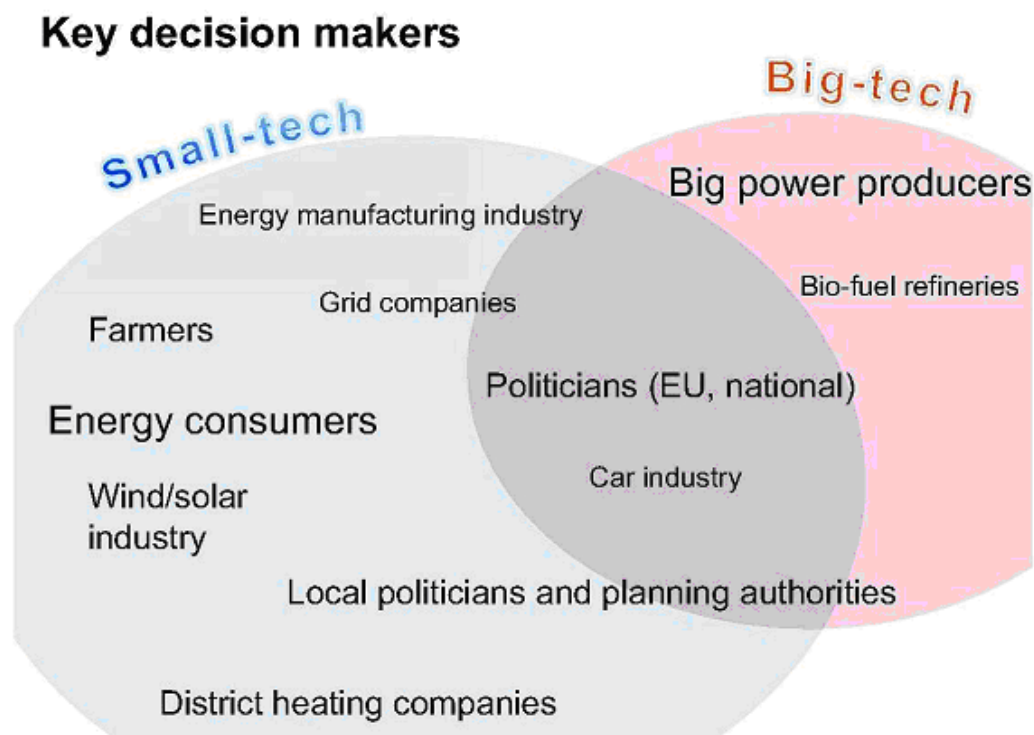 Key decision makers
Small-tech
Big-tech
Big power producers
Energy manufacturing industry
Bio-fuel refineries
Grid companies
Farmers
Politicians (EU, national)
Energy consumers
Car industry
Wind/solar
industry
Local politicians and planning authorities
District heating companies